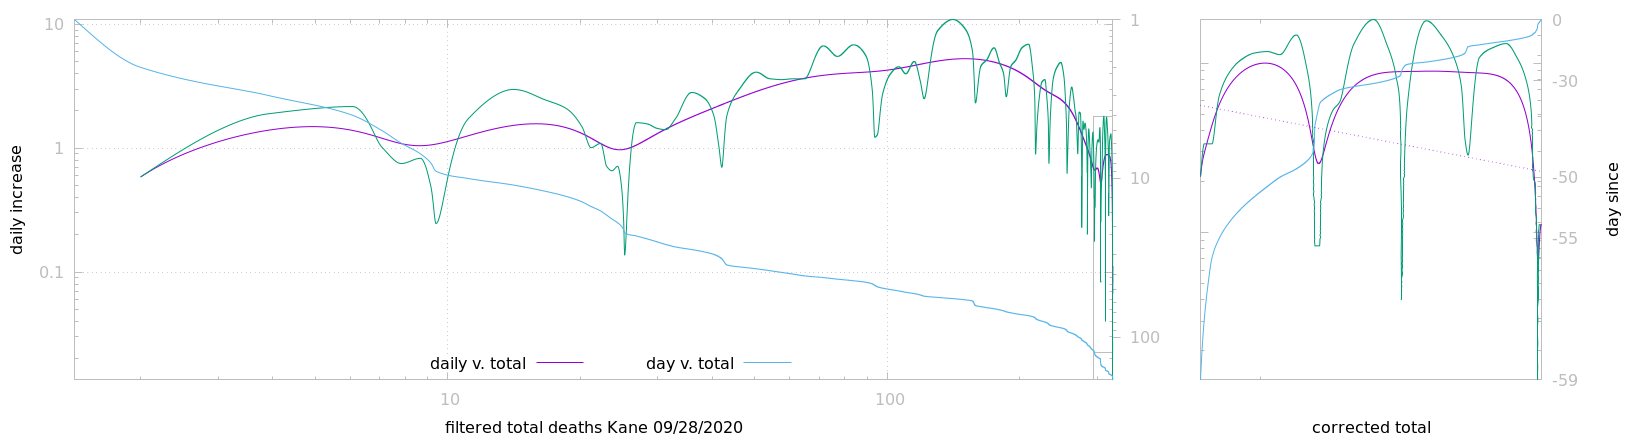 10
1
0.1
daily increase
daily v. total
day v. total
10
100
filtered total deaths Kane 09/28/2020
1
10
100
0
-30
-50
-55
-59
day since
corrected total